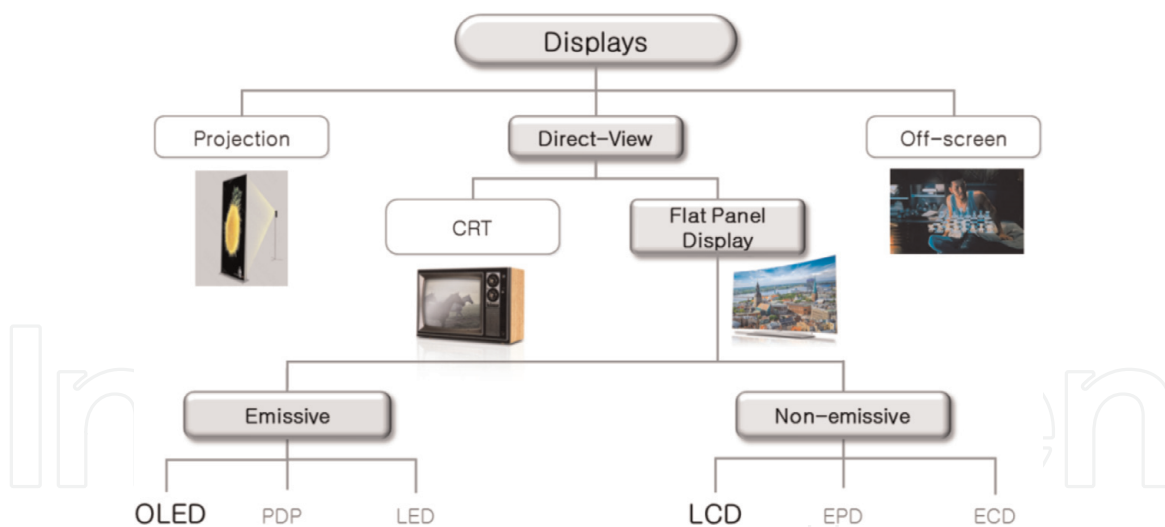 Displays
Projection
Direct-View
Off-screen
CRT
Flat Panel
Display
Emissive
Non-emissive
OLED
PDP
LED
LCD
EPD
ECD